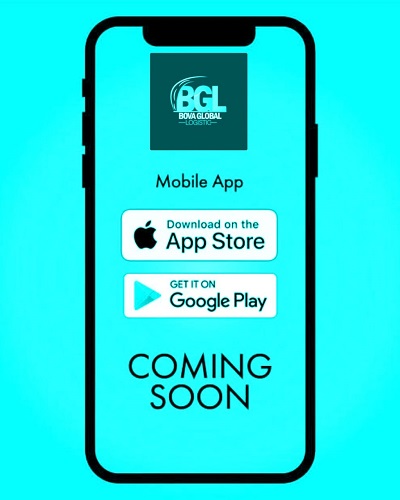 BGL
BOVA GLOBAL
LOGISTIC
Mobile App
Download on the
App Store
GET IT ON
Google Play
COMING
SOON